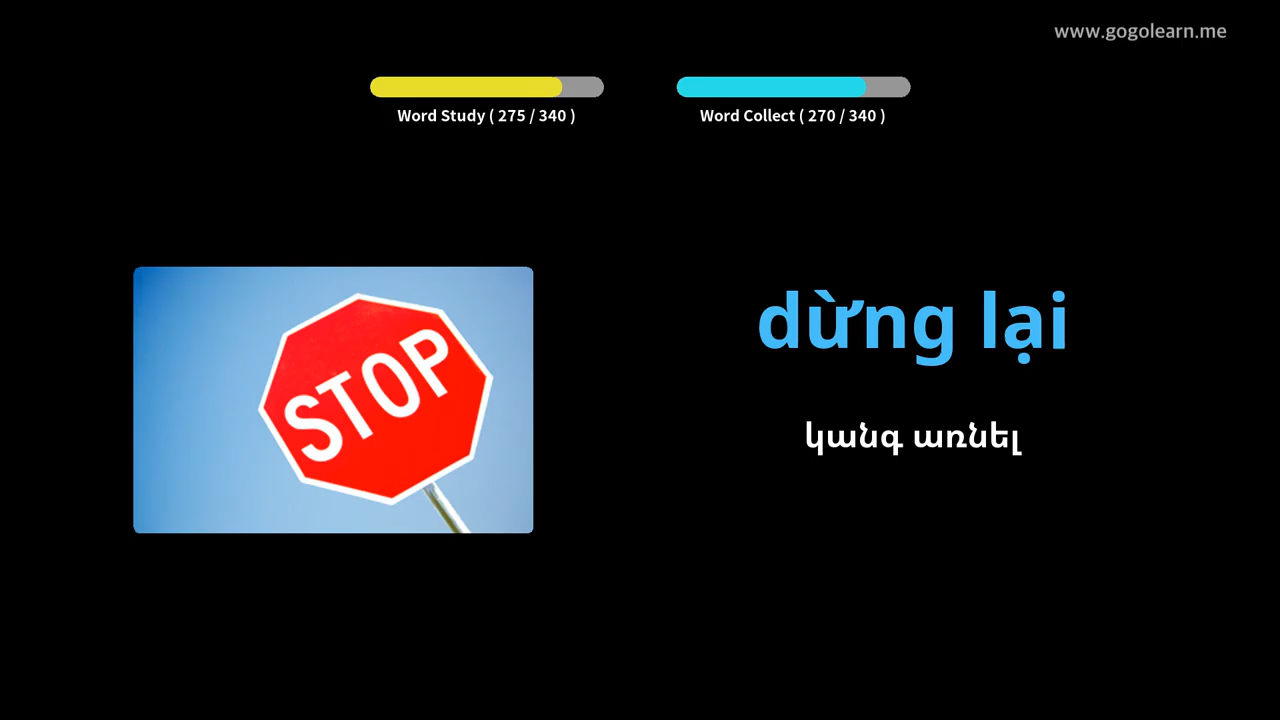 www.gogolearn.me
Word Study ( 275 / 340 )
Word Collect ( 270 / 340 )
STOP
dừng lại
կանգ առնել